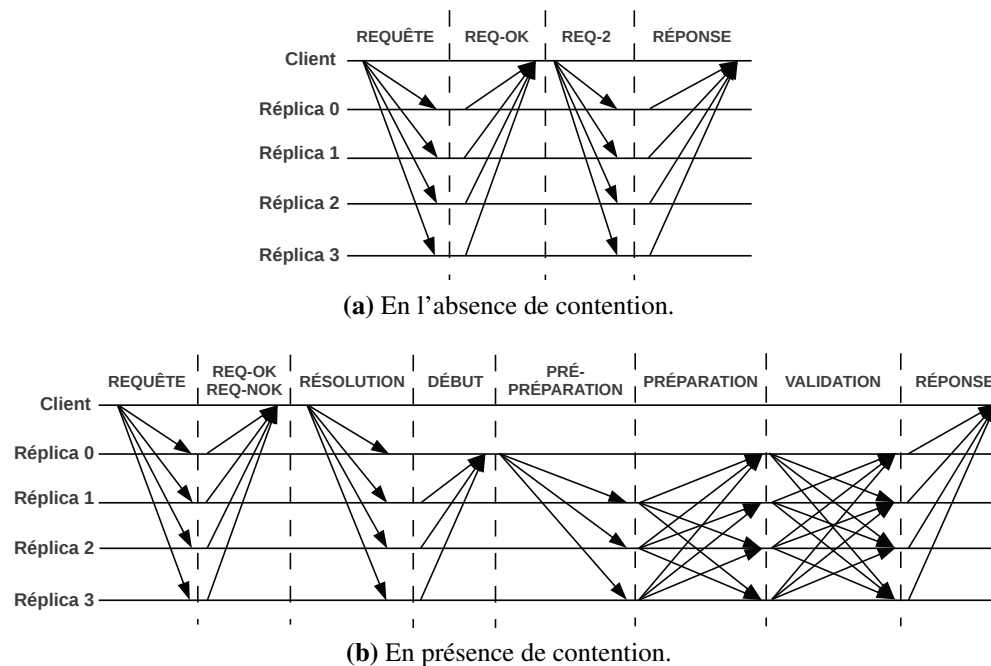 REQUÊTE REQ-OK REQ-2 RÉPONSE
Client
Réplica 0
Réplica 1
Réplica 2
Réplica 3
(a) En l'absence de contention.
REQUÊTE REQ-OK REQ-NOK RÉSOLUTION DÉBUT PRÉ-PRÉPARATION PRÉPARATION VALIDATION RÉPONSE
Client
Réplica 0
Réplica 1
Réplica 2
Réplica 3
(b) En présence de contention.